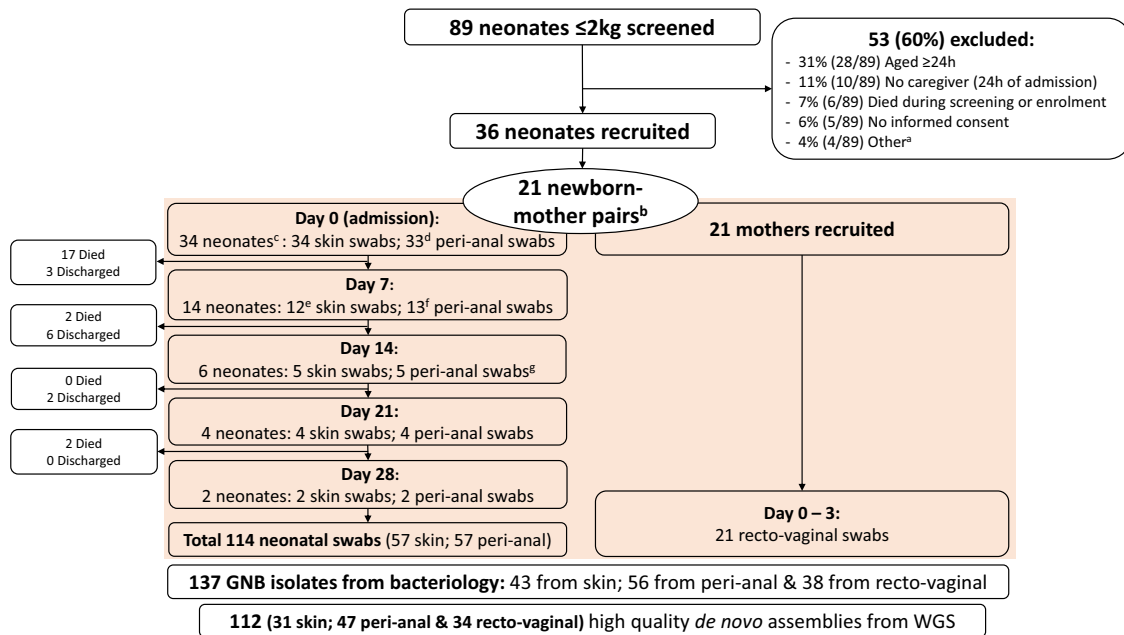 89 neonates ≤2kg screened
53 (60%) excluded:
- 31% (28/89) Aged ≥24h
- 11% (10/89) No caregiver (24h of admission)
- 7% (6/89) Died during screening or enrolment
- 6% (5/89) No informed consent
- 4% (4/89) Otherᵃ
36 neonates recruited
21 newborn-
mother pairsᵇ
Day 0 (admission):
34 neonatesᶜ : 34 skin swabs; 33ᵈ peri-anal swabs
17 Died
3 Discharged
Day 7:
14 neonates: 12ᵉ skin swabs; 13ᶠ peri-anal swabs
2 Died
6 Discharged
Day 14:
6 neonates: 5 skin swabs; 5 peri-anal swabsᵍ
0 Died
2 Discharged
Day 21:
4 neonates: 4 skin swabs; 4 peri-anal swabs
2 Died
0 Discharged
Day 28:
2 neonates: 2 skin swabs; 2 peri-anal swabs
Total 114 neonatal swabs (57 skin; 57 peri-anal)
21 mothers recruited
Day 0 – 3:
21 recto-vaginal swabs
137 GNB isolates from bacteriology: 43 from skin; 56 from peri-anal & 38 from recto-vaginal
112 (31 skin; 47 peri-anal & 34 recto-vaginal) high quality de novo assemblies from WGS